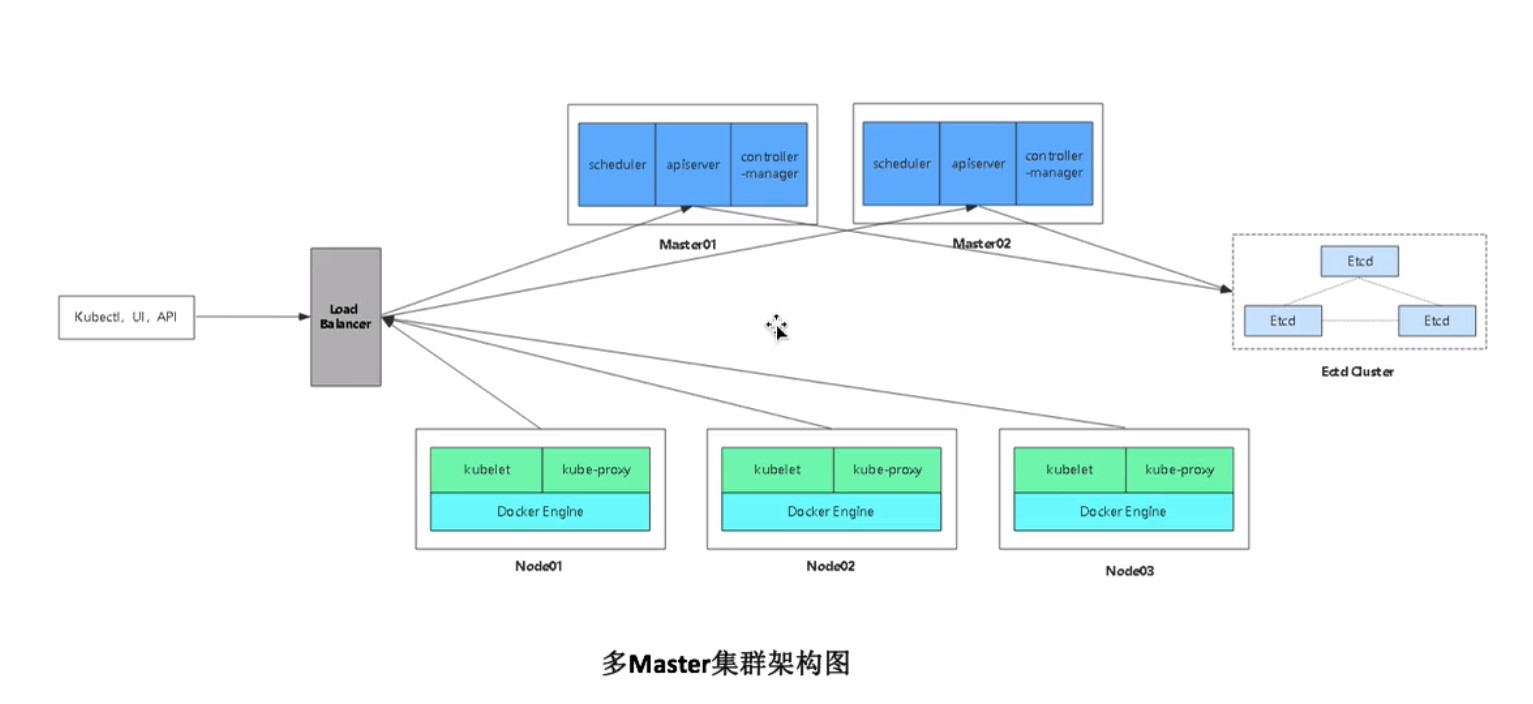 scheduler
apiserver
controller
-manager
Master01
scheduler
apiserver
controller
-manager
Master02
Kubectl, UI, API
Load
Balancer
Etcd
Etcd
Etcd
Ectd Cluster
kubelet
kube-proxy
Docker Engine
Node01
kubelet
kube-proxy
Docker Engine
Node02
kubelet
kube-proxy
Docker Engine
Node03
多Master集群架构图